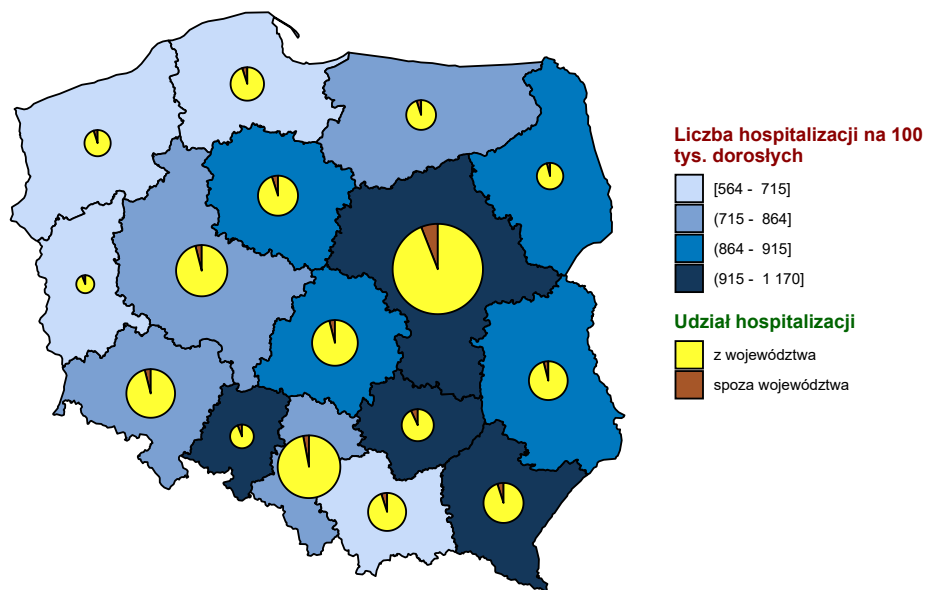 Liczba hospitalizacji na 100
tys. dorosłych
[564 - 715]
(715 - 864]
(864 - 915]
(915 - 1 170]
Udział hospitalizacji
z województwa
spoza województwa